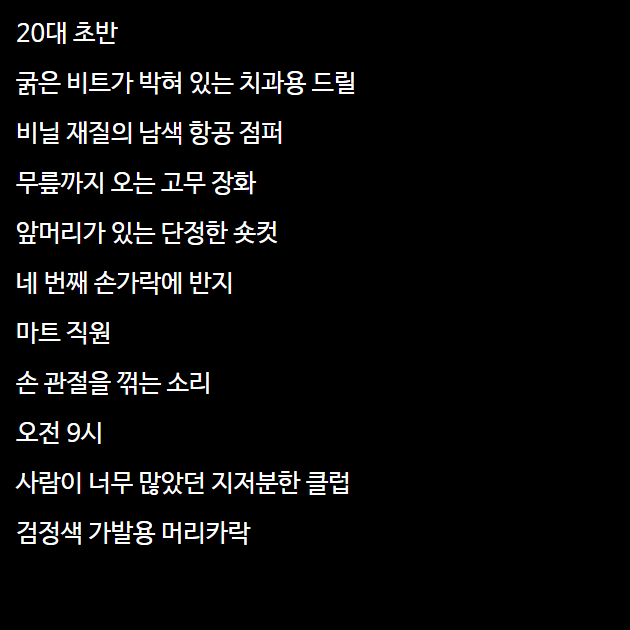 20대 초반
굵은 비트가 박혀 있는 치과용 드릴
비닐 재질의 남색 항공 점퍼
무릎까지 오는 고무 장화
앞머리가 있는 단정한 숏컷
네 번째 손가락에 반지
마트 직원
손 관절을 꺾는 소리
오전 9시
사람이 너무 많았던 지저분한 클럽
검정색 가발용 머리카락